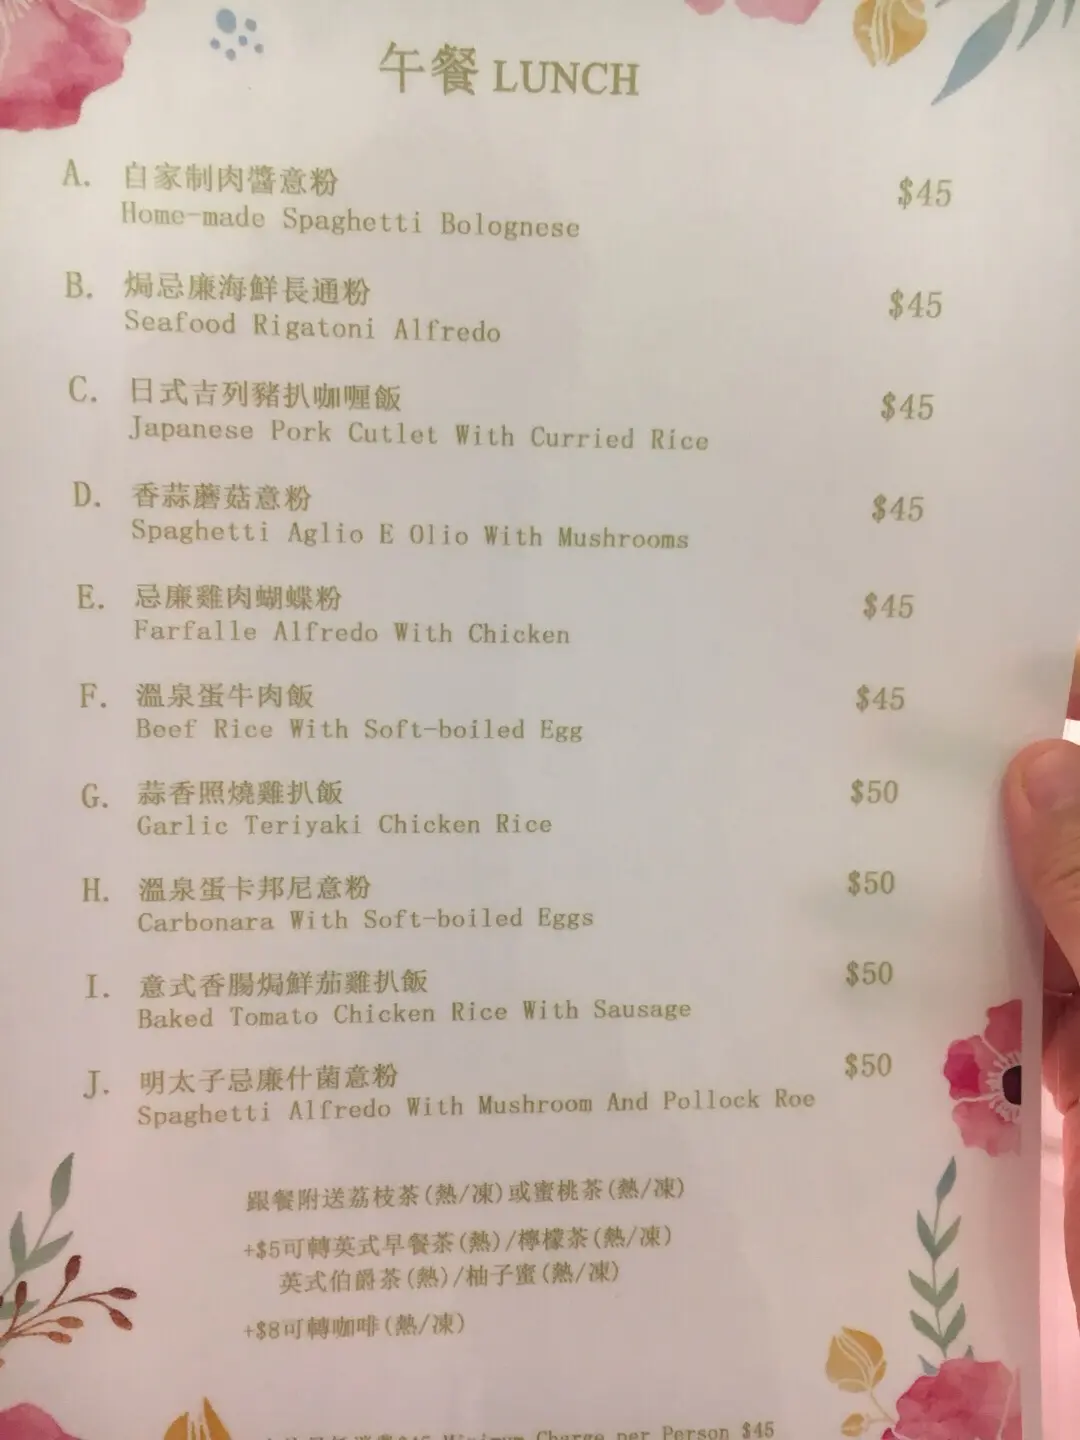 午餐 LUNCH
A. 自家制肉醬意粉 $45
Home-made Spaghetti Bolognese
B. 焗忌廉海鮮長通粉 $45
Seafood Rigatoni Alfredo
C. 日式吉列豬扒咖喱飯 $45
Japanese Pork Cutlet With Curried Rice
D. 香蒜蘑菇意粉 $45
Spaghetti Aglio E Olio With Mushrooms
E. 忌廉雞肉蝴蝶粉 $45
Farfalle Alfredo With Chicken
F. 溫泉蛋牛肉飯 $45
Beef Rice With Soft-boiled Egg
G. 蒜香照燒雞扒飯 $50
Garlic Teriyaki Chicken Rice
H. 溫泉蛋卡邦尼意粉 $50
Carbonara With Soft-boiled Eggs
I. 意式香腸焗鮮茄雞扒飯 $50
Baked Tomato Chicken Rice With Sausage
J. 明太子忌廉什菌意粉 $50
Spaghetti Alfredo With Mushroom And Pollock Roe
跟餐附送荔枝茶(熱/凍)或蜜桃茶(熱/凍)
+$5可轉英式早餐茶(熱)/檸檬茶(熱/凍)
英式伯爵茶(熱)/柚子蜜(熱/凍)
+$8可轉咖啡(熱/凍)
$45 Minimum Charge per Person $45